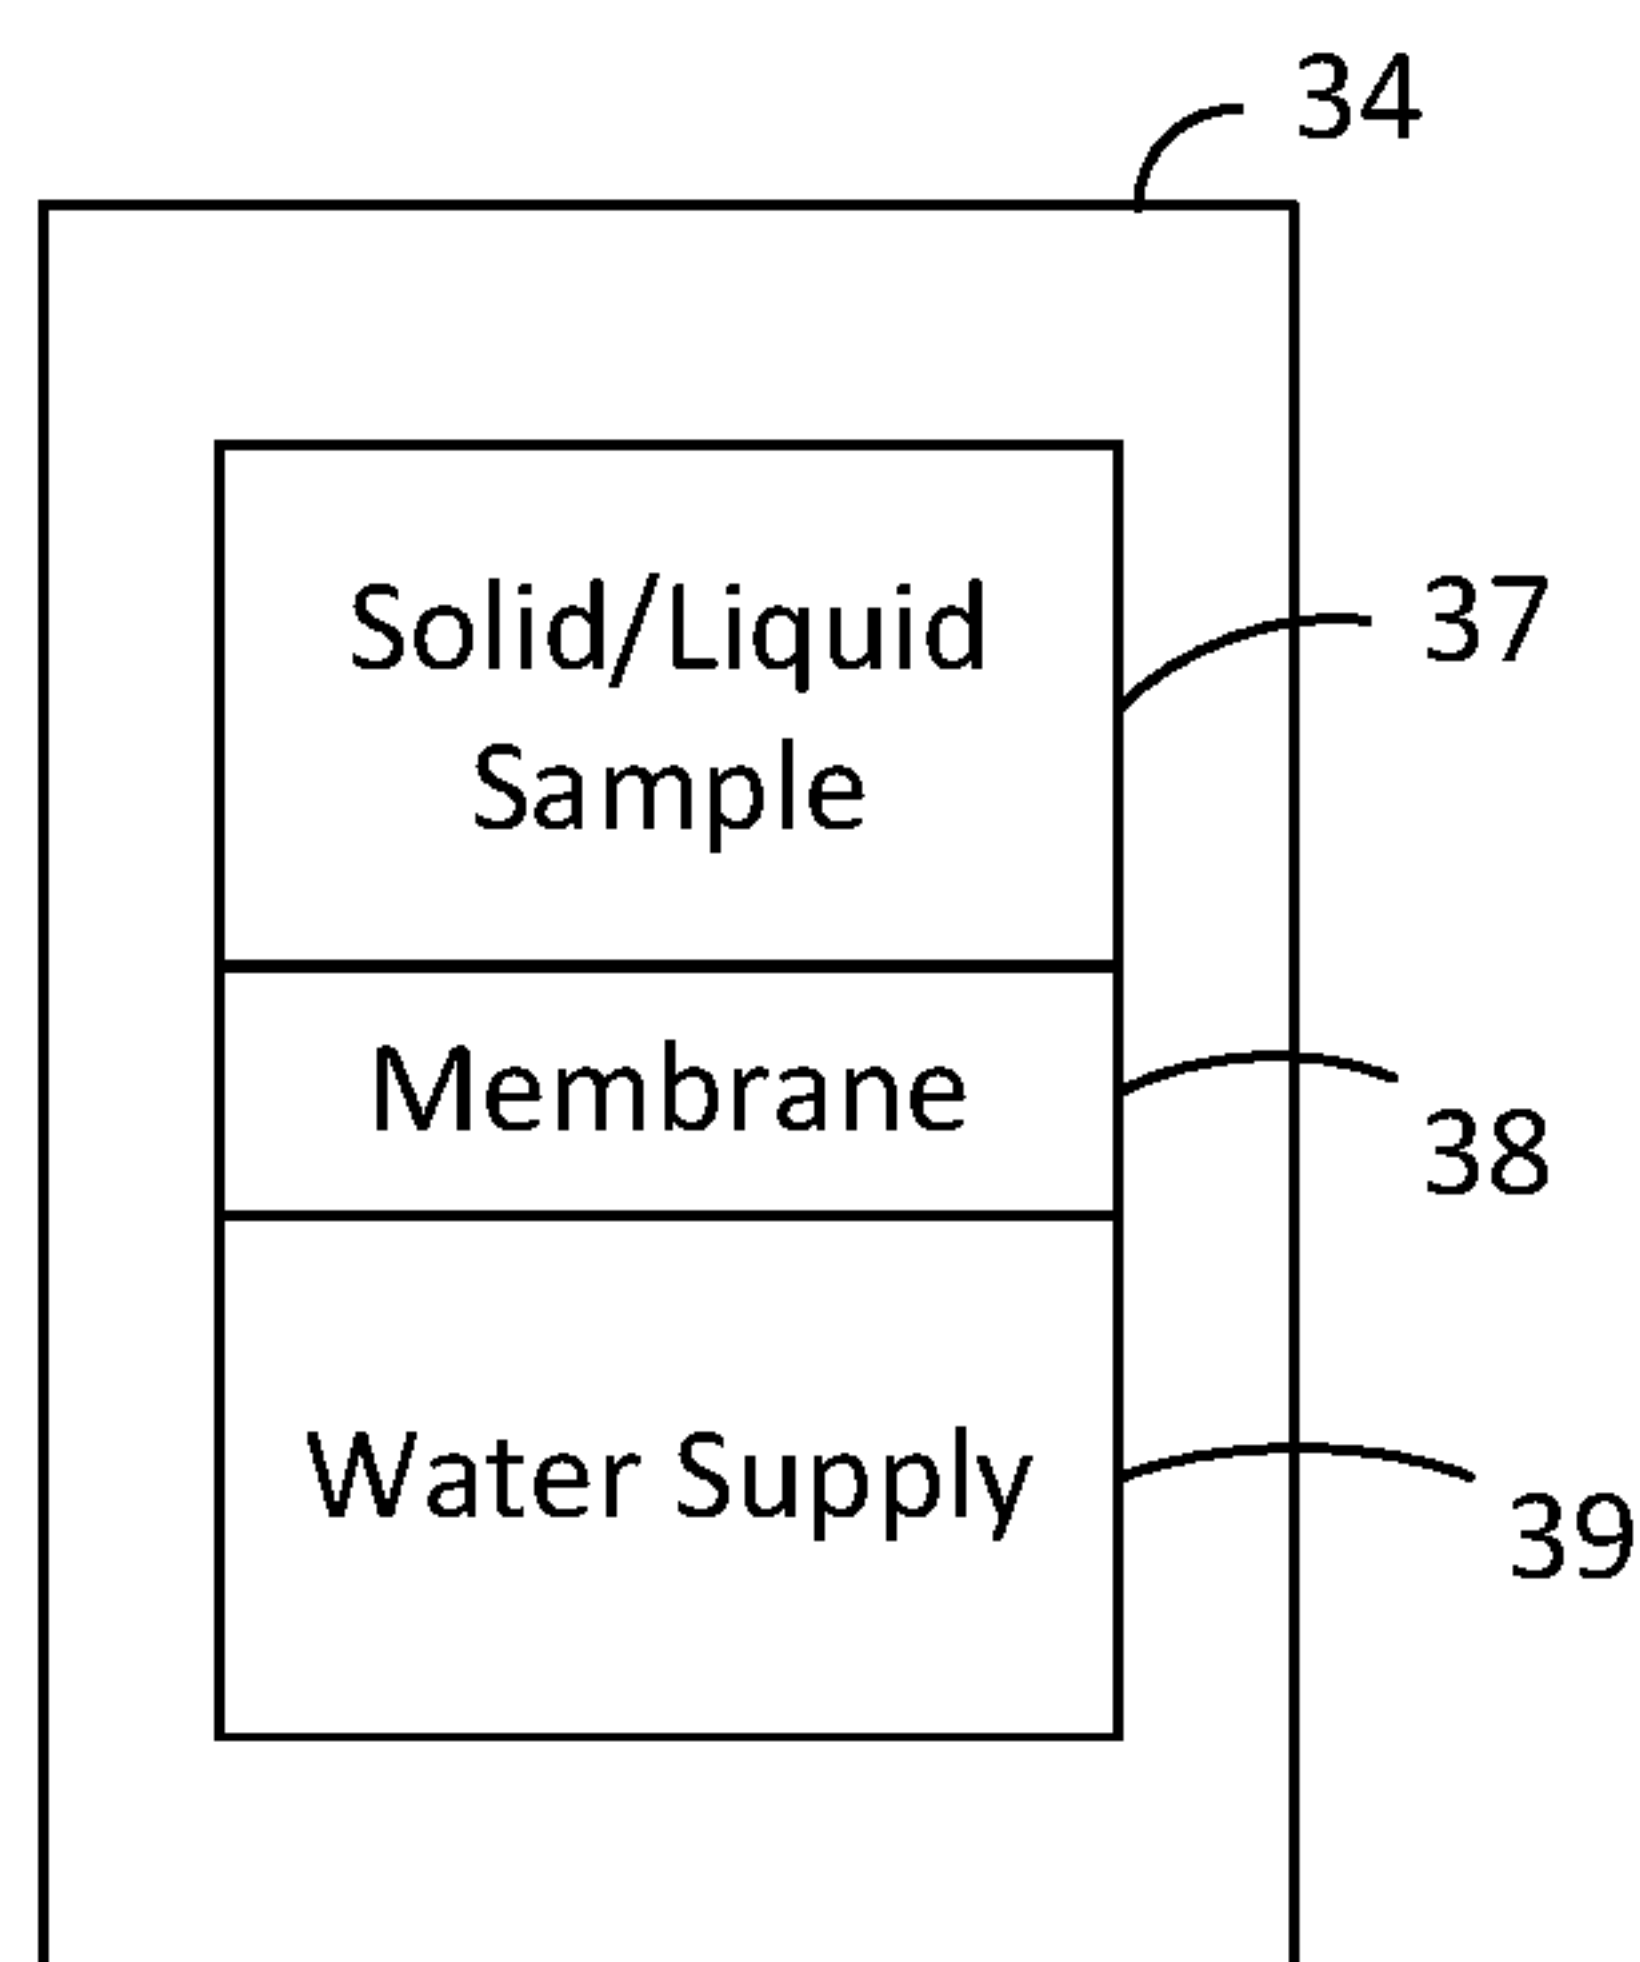 34
Solid/Liquid
Sample
37
Membrane
38
Water Supply
39